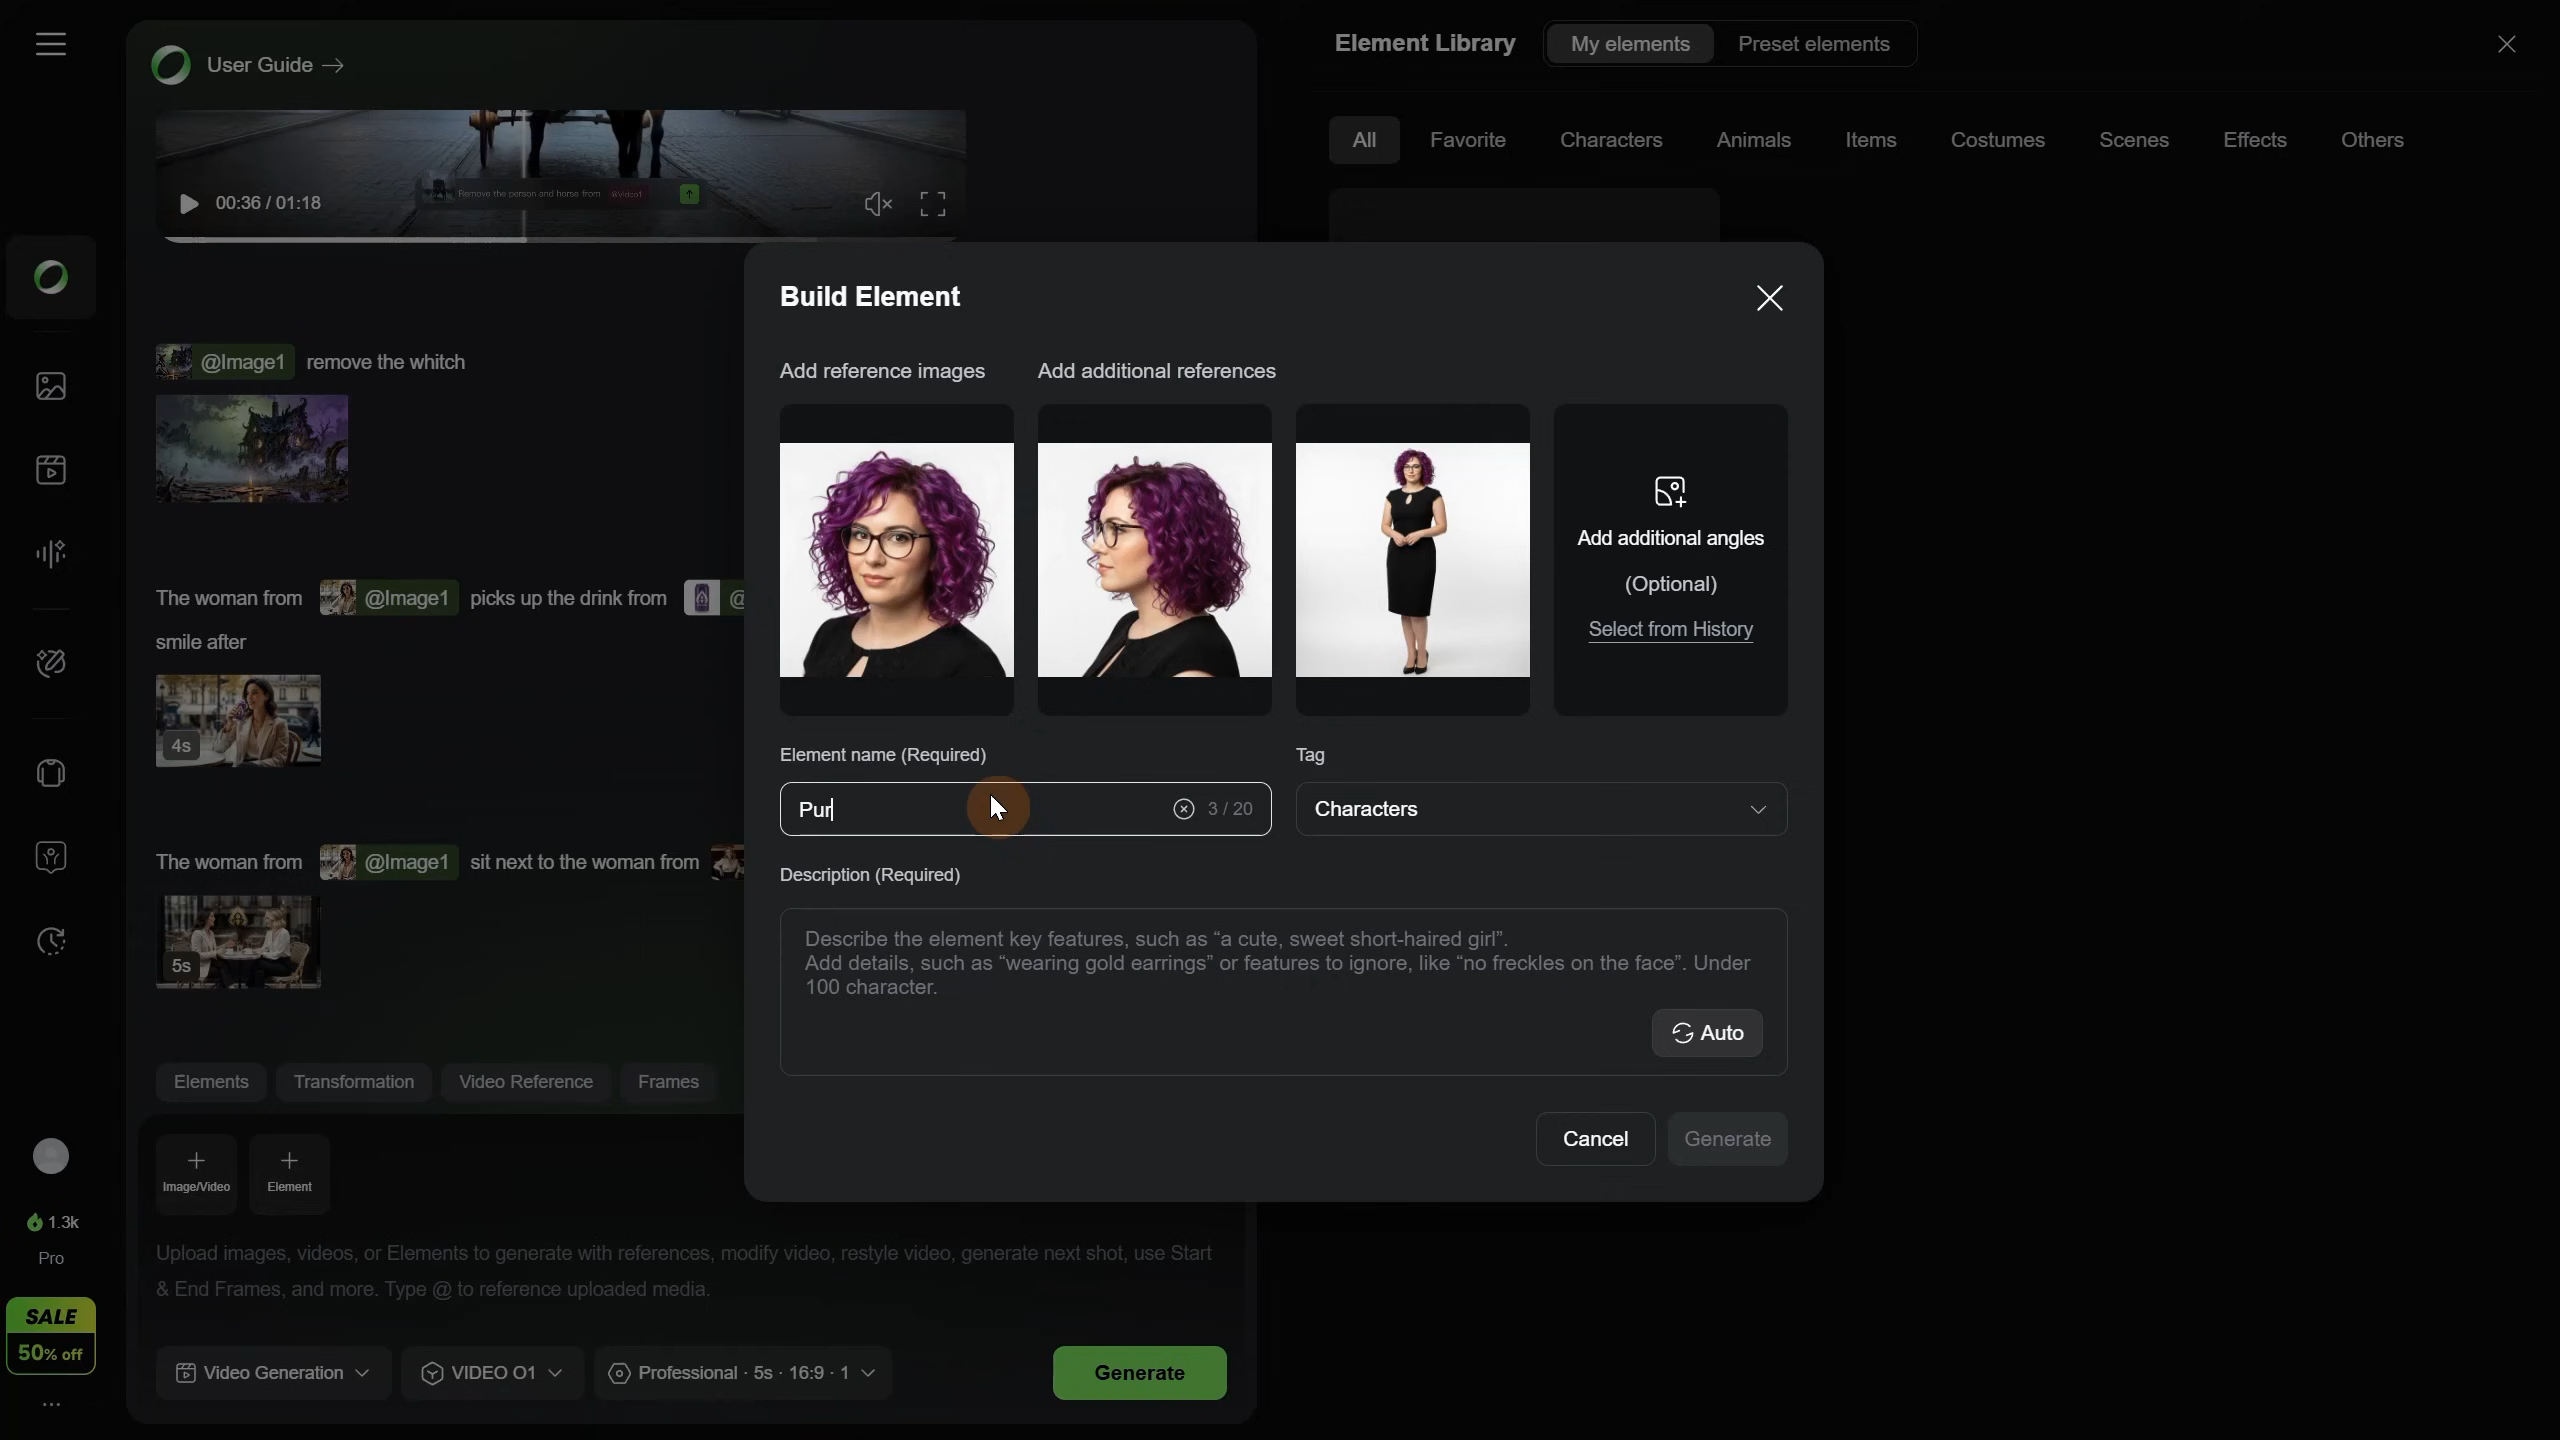 User Guide →
Element Library
My elements
Preset elements
All
Favorite
Characters
Animals
Items
Costumes
Scenes
Effects
Others
00:36 / 01:18
Remove the person and horse from @Video1
Build Element
Add reference images
Add additional references
@Image1 remove the whitch
Add additional angles
(Optional)
Select from History
The woman from @Image1 picks up the drink from @
smile after
4s
Element name (Required)
Tag
Pur
3 / 20
Characters
The woman from @Image1 sit next to the woman from
5s
Description (Required)
Describe the element key features, such as “a cute, sweet short-haired girl”.
Add details, such as “wearing gold earrings” or features to ignore, like “no freckles on the face”. Under
100 character.
Auto
Elements
Transformation
Video Reference
Frames
Cancel
Generate
Image/Video
Element
1.3k
Pro
Upload images, videos, or Elements to generate with references, modify video, restyle video, generate next shot, use Start
& End Frames, and more. Type @ to reference uploaded media.
SALE
50% off
Video Generation
VIDEO O1
Professional · 5s · 16:9 · 1
Generate